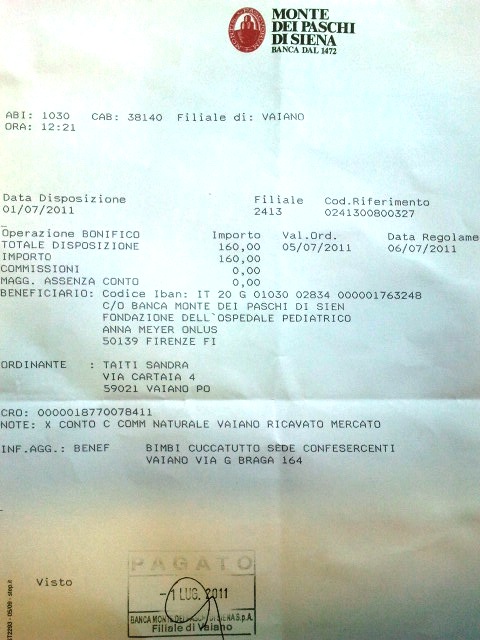 MONTE
DEI PASCHI
DI SIENA
BANCA DAL 1472
ABI: 1030 CAB: 38140 Filiale di: VAIANO
ORA: 12:21
Data Disposizione Filiale Cod.Riferimento
01/07/2011 2413 0241300800327
Operazione BONIFICO Importo Val.Ord. Data Regolame
TOTALE DISPOSIZIONE 160,00 05/07/2011 06/07/2011
IMPORTO 160,00
COMMISSIONI 0,00
MAGG. ASSENZA CONTO 0,00
BENEFICIARIO: Codice Iban: IT 20 G 01030 02834 000001763248
C/O BANCA MONTE DEI PASCHI DI SIEN
FONDAZIONE DELL`OSPEDALE PEDIATRICO
ANNA MEYER ONLUS
50139 FIRENZE FI
ORDINANTE : TAITI SANDRA
VIA CARTAIA 4
59021 VAIANO PO
CRO: 0000018770078411
NOTE: X CONTO C COMM NATURALE VAIANO RICAVATO MERCATO
INF.AGG.: BENEF BIMBI CUCCATUTTO SEDE CONFESERCENTI
VAIANO VIA G BRAGA 164
Visto
PAGATO
-1 LUG. 2011
BANCA MONTE DEI PASCHI DI SIENA S.p.A.
Filiale di Vaiano